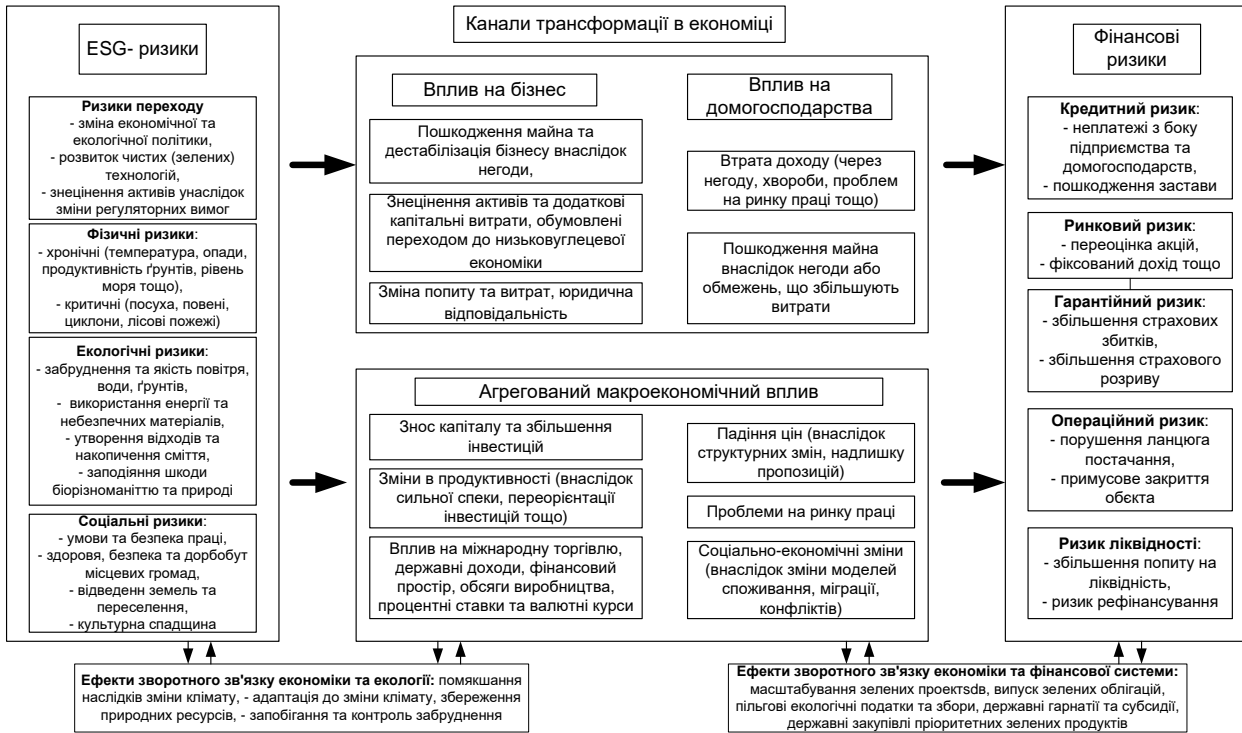 ESG- ризики
Ризики переходу
- зміна економічної та
екологічної політики,
- розвиток чистих (зелених)
технологій,
- знецінення активів унаслідок
зміни регуляторних вимог
Фізичні ризики:
- хронічні (температура, опади,
продуктивність ґрунтів, рівень
моря тощо),
- критичні (посуха, повені,
циклони, лісові пожежі)
Екологічні ризики:
- забруднення та якість повітря,
води, ґрунтів,
- використання енергії та
небезпечних матеріалів,
- утворення відходів та
накопичення сміття,
- заподіяння шкоди
біорізноманіттю та природі
Соціальні ризики:
- умови та безпека праці,
- здоровя, безпека та дорбобут
місцевих громад,
- відведенн земель та
переселення,
- культурна спадщина
Канали трансформації в економіці
Вплив на бізнес
Пошкодження майна та
дестабілізація бізнесу внаслідок
негоди,
Знецінення активів та додаткові
капітальні витрати, обумовлені
переходом до низьковуглецевої
економіки
Зміна попиту та витрат, юридична
відповідальність
Вплив на
домогосподарства
Втрата доходу (через
негоду, хвороби, проблем
на ринку праці тощо)
Пошкодження майна
внаслідок негоди або
обмежень, що збільшують
витрати
Агрегований макроекономічний вплив
Знос капіталу та збільшення
інвестицій
Зміни в продуктивності (внаслідок
сильної спеки, переорієнтації
інвестицій тощо)
Вплив на міжнародну торгівлю,
державні доходи, фінансовий
простір, обсяги виробництва,
процентні ставки та валютні курси
Падіння цін (внаслідок
структурних змін, надлишку
пропозицій)
Проблеми на ринку праці
Соціально-економічні зміни
(внаслідок зміни моделей
споживання, міграції,
конфліктів)
Фінансові
ризики
Кредитний ризик:
- неплатежі з боку
підприємства та
домогосподарств,
- пошкодження застави
Ринковий ризик:
- переоцінка акцій,
- фіксований дохід тощо
Гарантійний ризик:
- збільшення страхових
збитків,
- збільшення страхового
розриву
Операційний ризик:
- порушення ланцюга
постачання,
- примусове закриття
обєкта
Ризик ліквідності:
- збільшення попиту на
ліквідність,
- ризик рефінансування
Ефекти зворотного зв'язку економіки та екології: помякшання
наслідків зміни клімату, - адаптація до зміни клімату, збереження
природних ресурсів, - запобігання та контроль забруднення
Ефекти зворотного зв'язку економіки та фінансової системи:
масштабування зелених проектsdв, випуск зелених облігацій,
пільгові екологічні податки та збори, державні гарнатії та субсидії,
державні закупівлі пріоритетних зелених продуктів